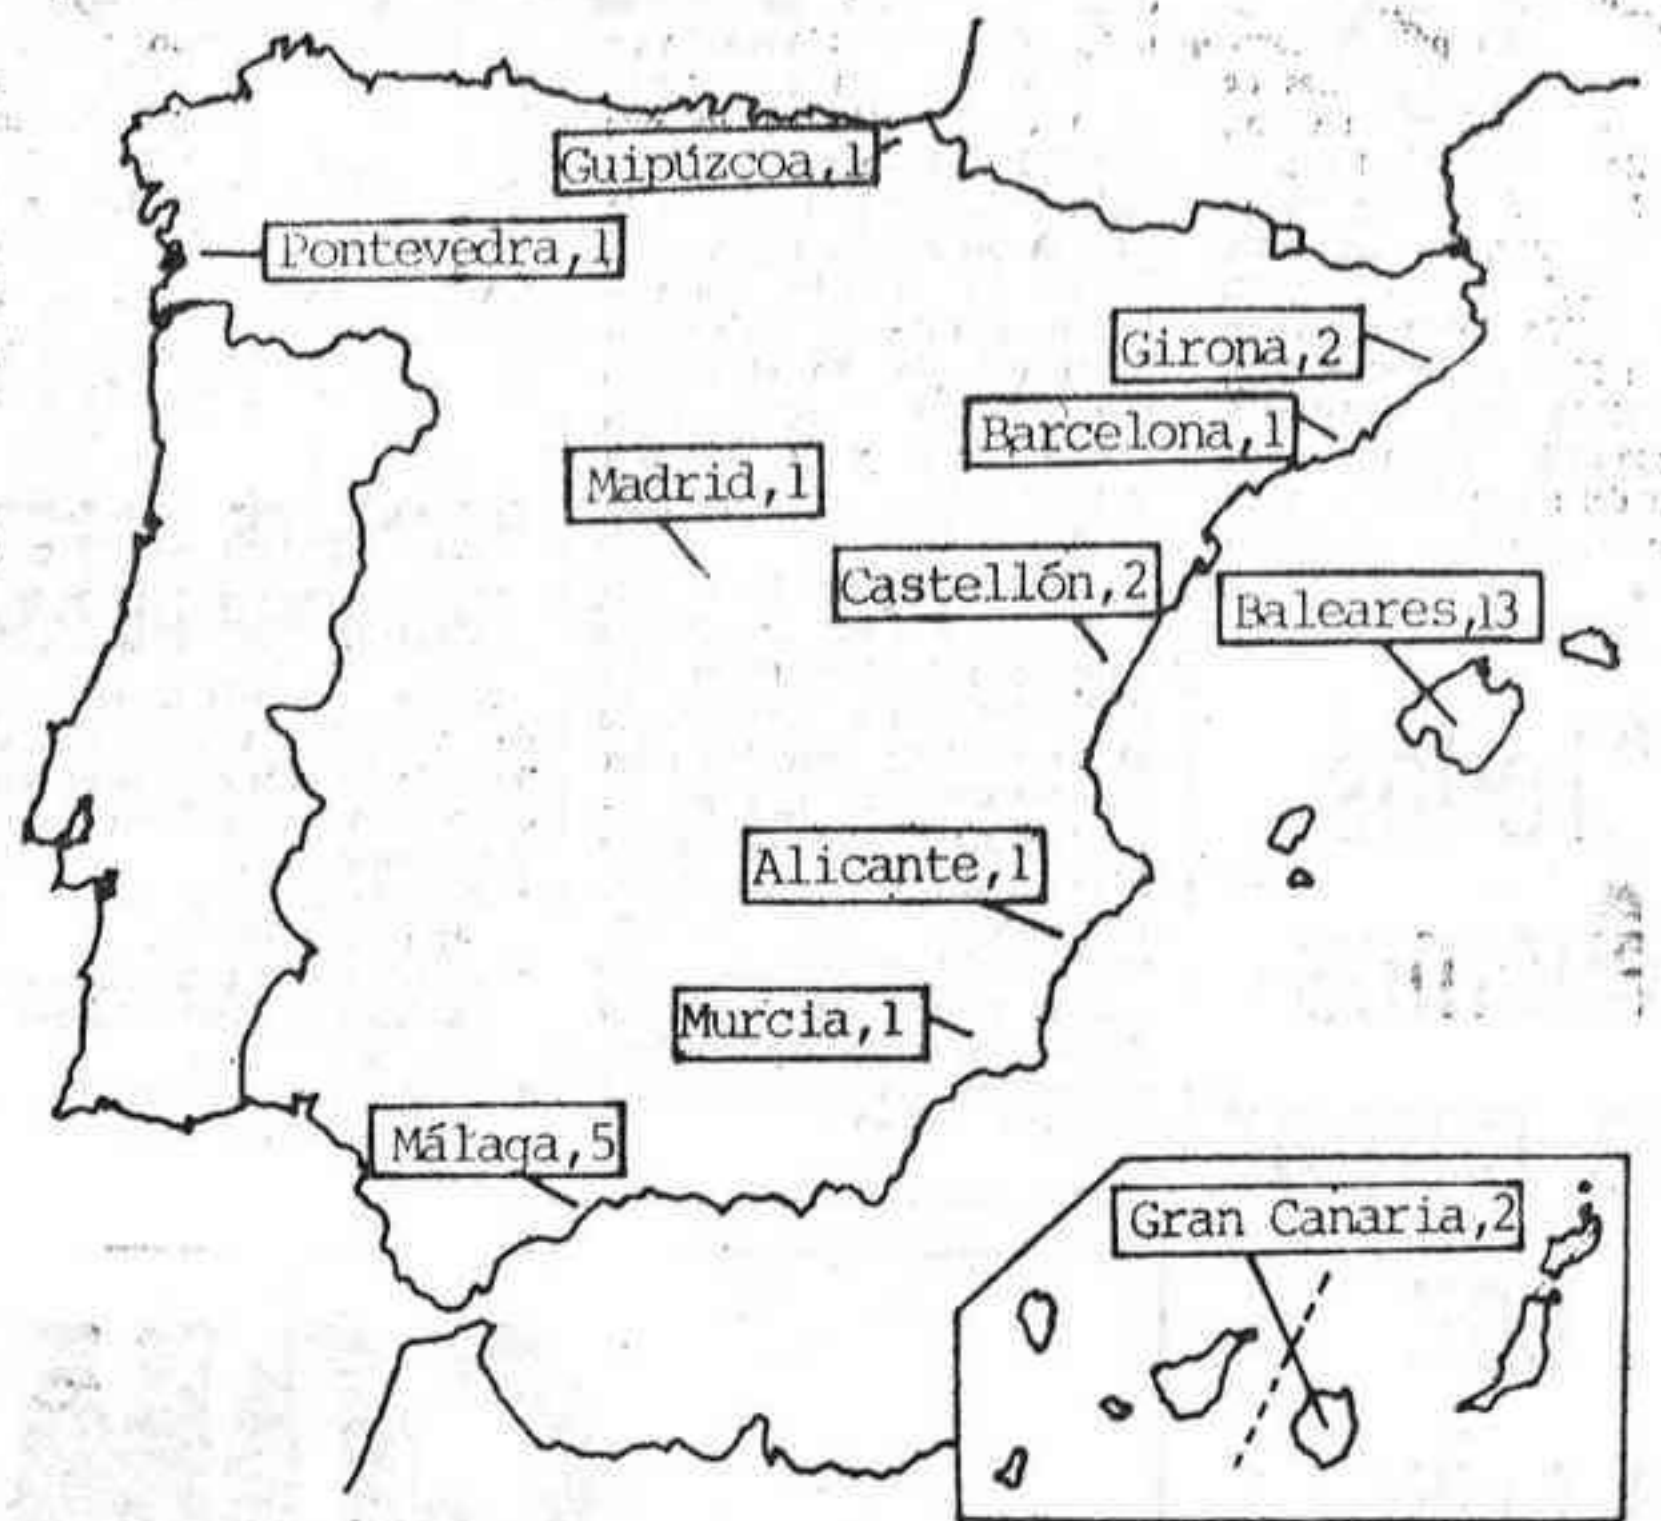 Guipúzcoa,1
Pontevedra,1
Girona,2
Barcelona,1
Madrid,1
Castellón,2
Baleares,13
Alicante,1
Murcia,1
Málaga,5
Gran Canaria,2